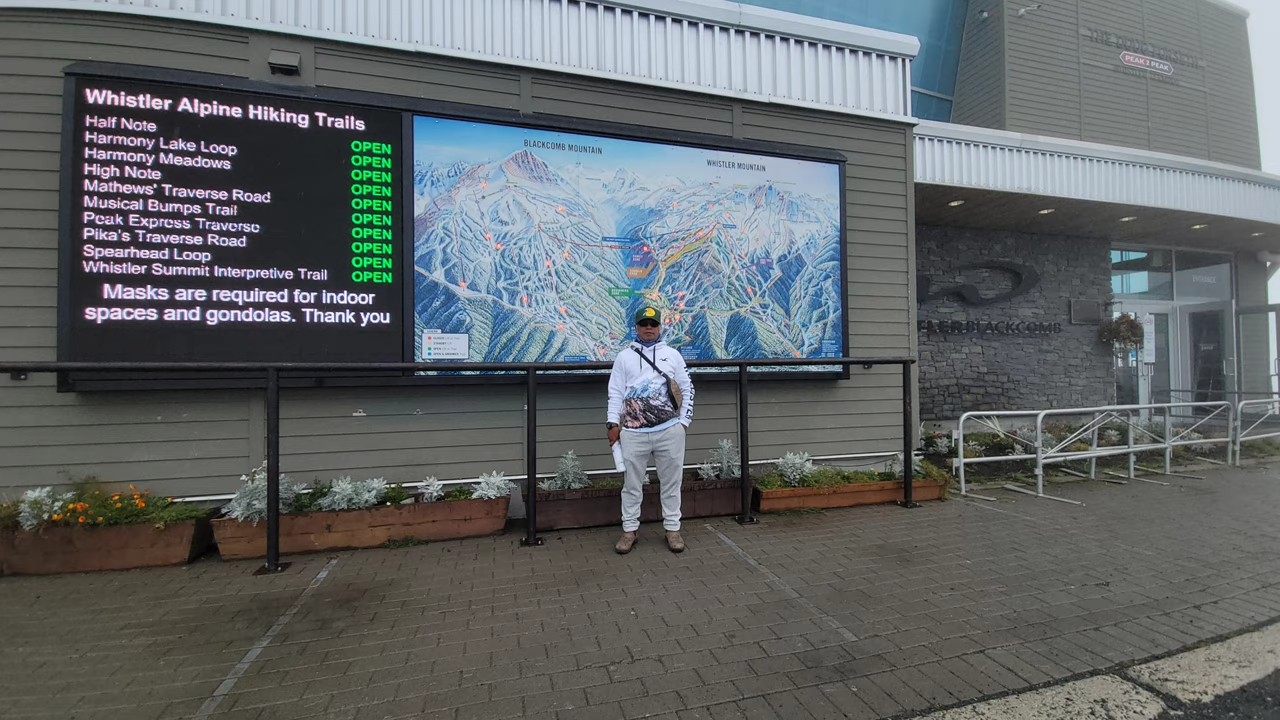 Whistler Alpine Hiking Trails
Half Note
Harmony Lake Loop OPEN
Harmony Meadows OPEN
High Note OPEN
Mathews' Traverse Road OPEN
Musical Bumps Trail OPEN
Peak Express Traverse OPEN
Pika's Traverse Road OPEN
Spearhead Loop OPEN
Whistler Summit Interpretive Trail OPEN
OPEN
Masks are required for indoor
spaces and gondolas. Thank you
BLACKCOMB MOUNTAIN
WHISTLER MOUNTAIN
PEAK 2 PEAK
LERBLACKCOMB
ENTRANCE